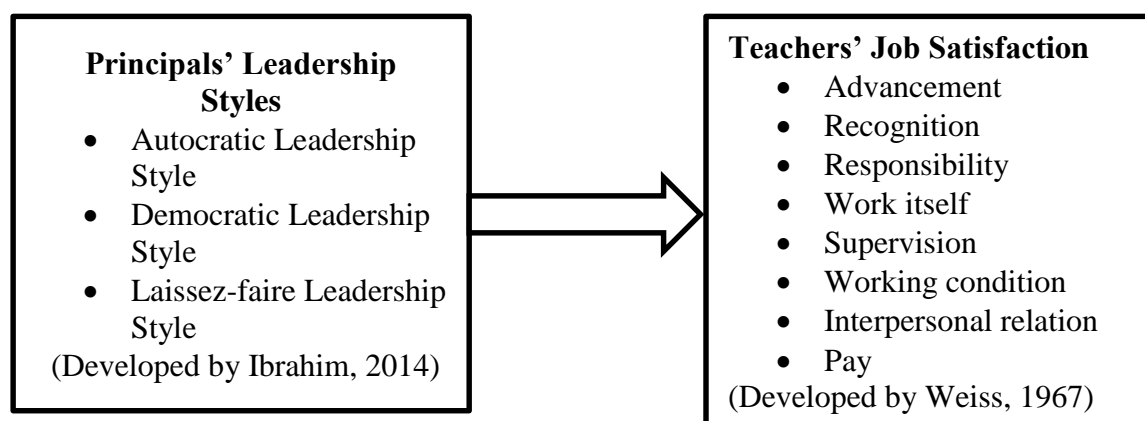 Principals’ Leadership
Styles
• Autocratic Leadership
Style
• Democratic Leadership
Style
• Laissez-faire Leadership
Style
(Developed by Ibrahim, 2014)
Teachers’ Job Satisfaction
• Advancement
• Recognition
• Responsibility
• Work itself
• Supervision
• Working condition
• Interpersonal relation
• Pay
(Developed by Weiss, 1967)